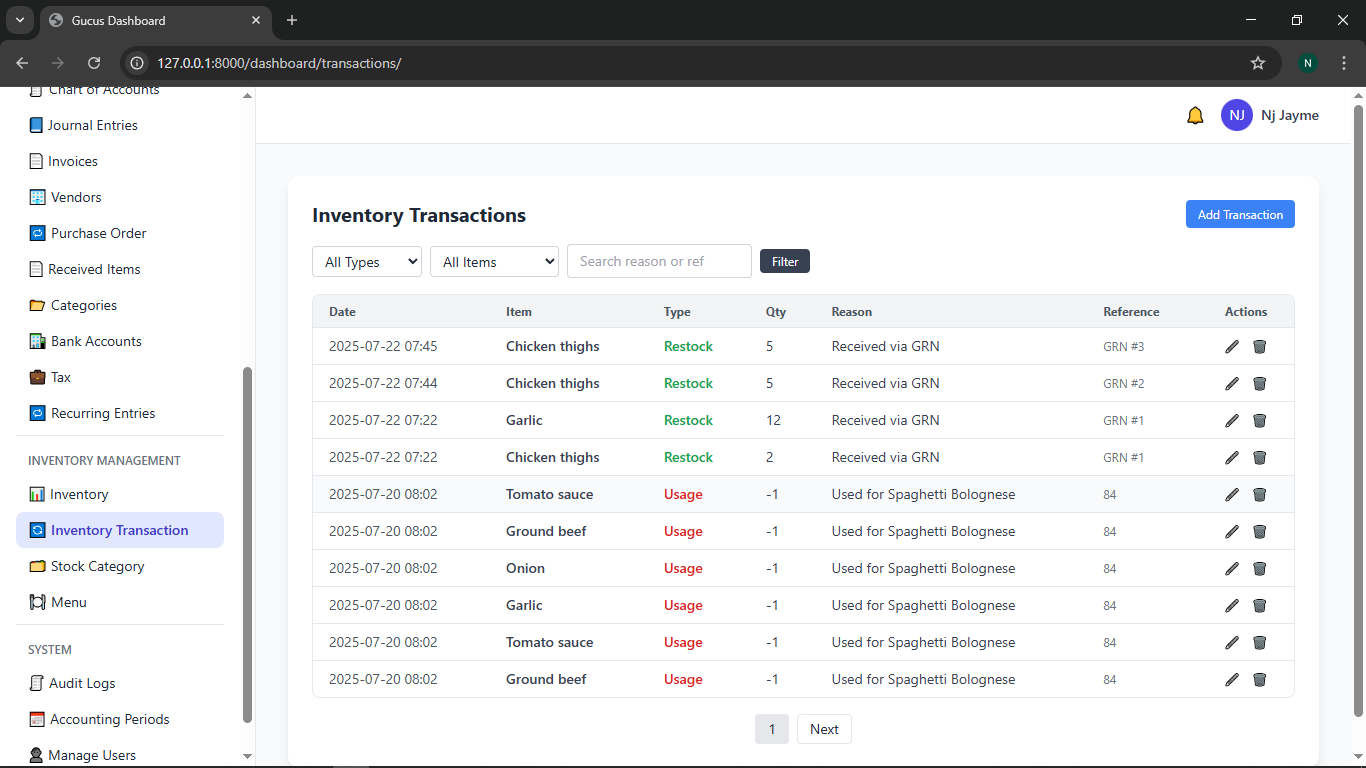 Gucus Dashboard
127.0.0.1:8000/dashboard/transactions/
N
Chart of Accounts
Journal Entries
Invoices
Vendors
Purchase Order
Received Items
Categories
Bank Accounts
Tax
Recurring Entries
INVENTORY MANAGEMENT
Inventory
Inventory Transaction
Stock Category
Menu
SYSTEM
Audit Logs
Accounting Periods
Manage Users
NJ Nj Jayme
Inventory Transactions
Add Transaction
All Types All Items Search reason or ref Filter
Date Item Type Qty Reason Reference Actions
2025-07-22 07:45 Chicken thighs Restock 5 Received via GRN GRN #3
2025-07-22 07:44 Chicken thighs Restock 5 Received via GRN GRN #2
2025-07-22 07:22 Garlic Restock 12 Received via GRN GRN #1
2025-07-22 07:22 Chicken thighs Restock 2 Received via GRN GRN #1
2025-07-20 08:02 Tomato sauce Usage -1 Used for Spaghetti Bolognese 84
2025-07-20 08:02 Ground beef Usage -1 Used for Spaghetti Bolognese 84
2025-07-20 08:02 Onion Usage -1 Used for Spaghetti Bolognese 84
2025-07-20 08:02 Garlic Usage -1 Used for Spaghetti Bolognese 84
2025-07-20 08:02 Tomato sauce Usage -1 Used for Spaghetti Bolognese 84
2025-07-20 08:02 Ground beef Usage -1 Used for Spaghetti Bolognese 84
1 Next